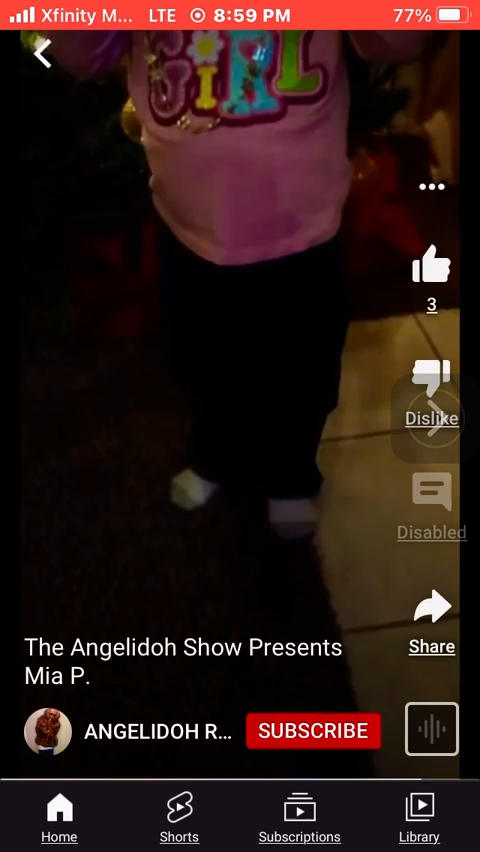 Xfinity M... LTE 8:59 PM 77%
GIRL
3
Dislike
Disabled
Share
The Angelidoh Show Presents
Mia P.
ANGELIDOH R... SUBSCRIBE
Home Shorts Subscriptions Library